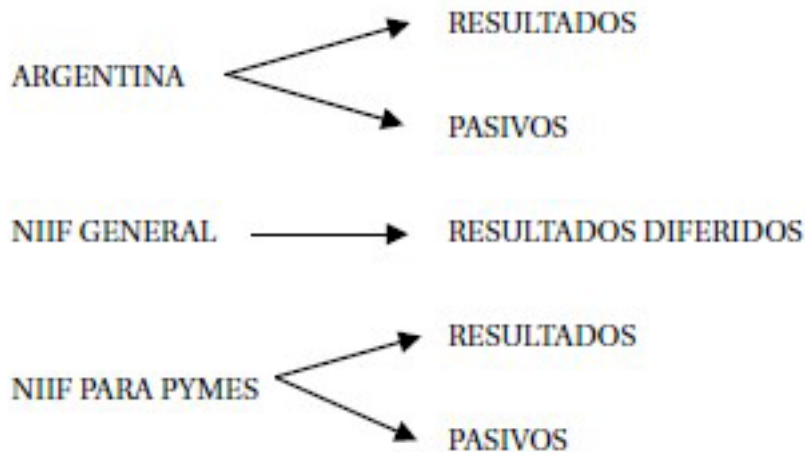 RESULTADOS
ARGENTINA
PASIVOS
NIIF GENERAL
RESULTADOS DIFERIDOS
RESULTADOS
NIIF PARA PYMES
PASIVOS